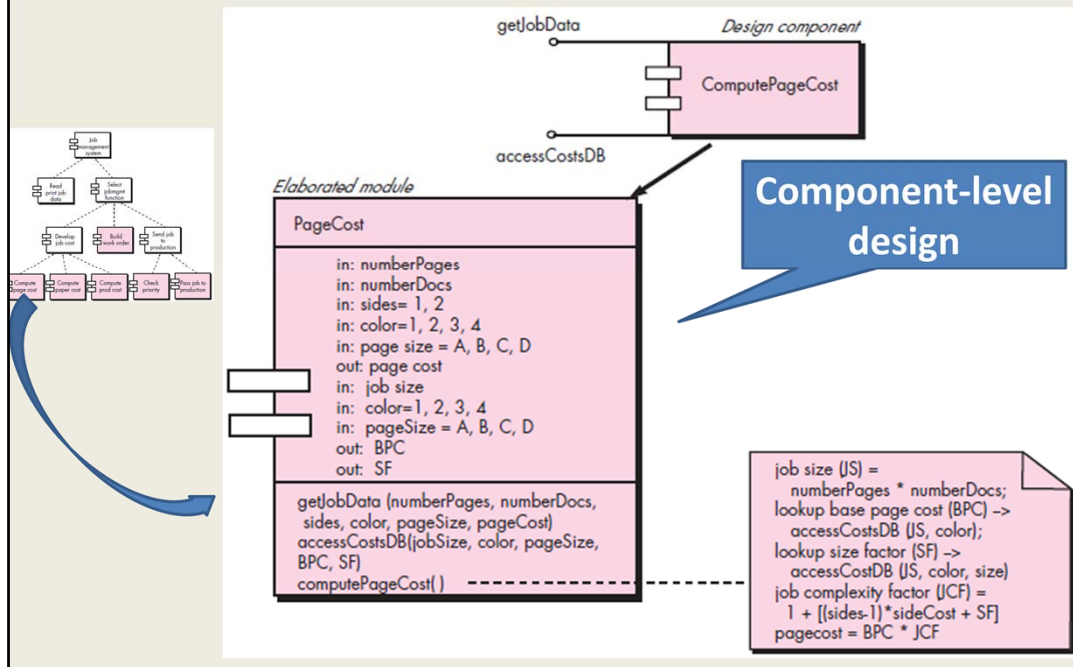 getJobData
Design component
ComputePageCost
accessCostsDB
Job
management
system
Read
print job
data
Select
jobmgmt
function
Develop
job cost
Build
work order
Send job
to
production
Compute
page cost
Compute
paper cost
Compute
prod cost
Check
priority
Pass job to
production
Elaborated module
PageCost
in: numberPages
in: numberDocs
in: sides= 1, 2
in: color=1, 2, 3, 4
in: page size = A, B, C, D
out: page cost
in: job size
in: color=1, 2, 3, 4
in: pageSize = A, B, C, D
out: BPC
out: SF
getJobData (numberPages, numberDocs,
sides, color, pageSize, pageCost)
accessCostsDB(jobSize, color, pageSize,
BPC, SF)
computePageCost( )
Component-level
design
job size (JS) =
numberPages * numberDocs;
lookup base page cost (BPC) –>
accessCostsDB (JS, color);
lookup size factor (SF) –>
accessCostDB (JS, color, size)
job complexity factor (JCF) =
1 + [(sides-1)*sideCost + SF]
pagecost = BPC * JCF